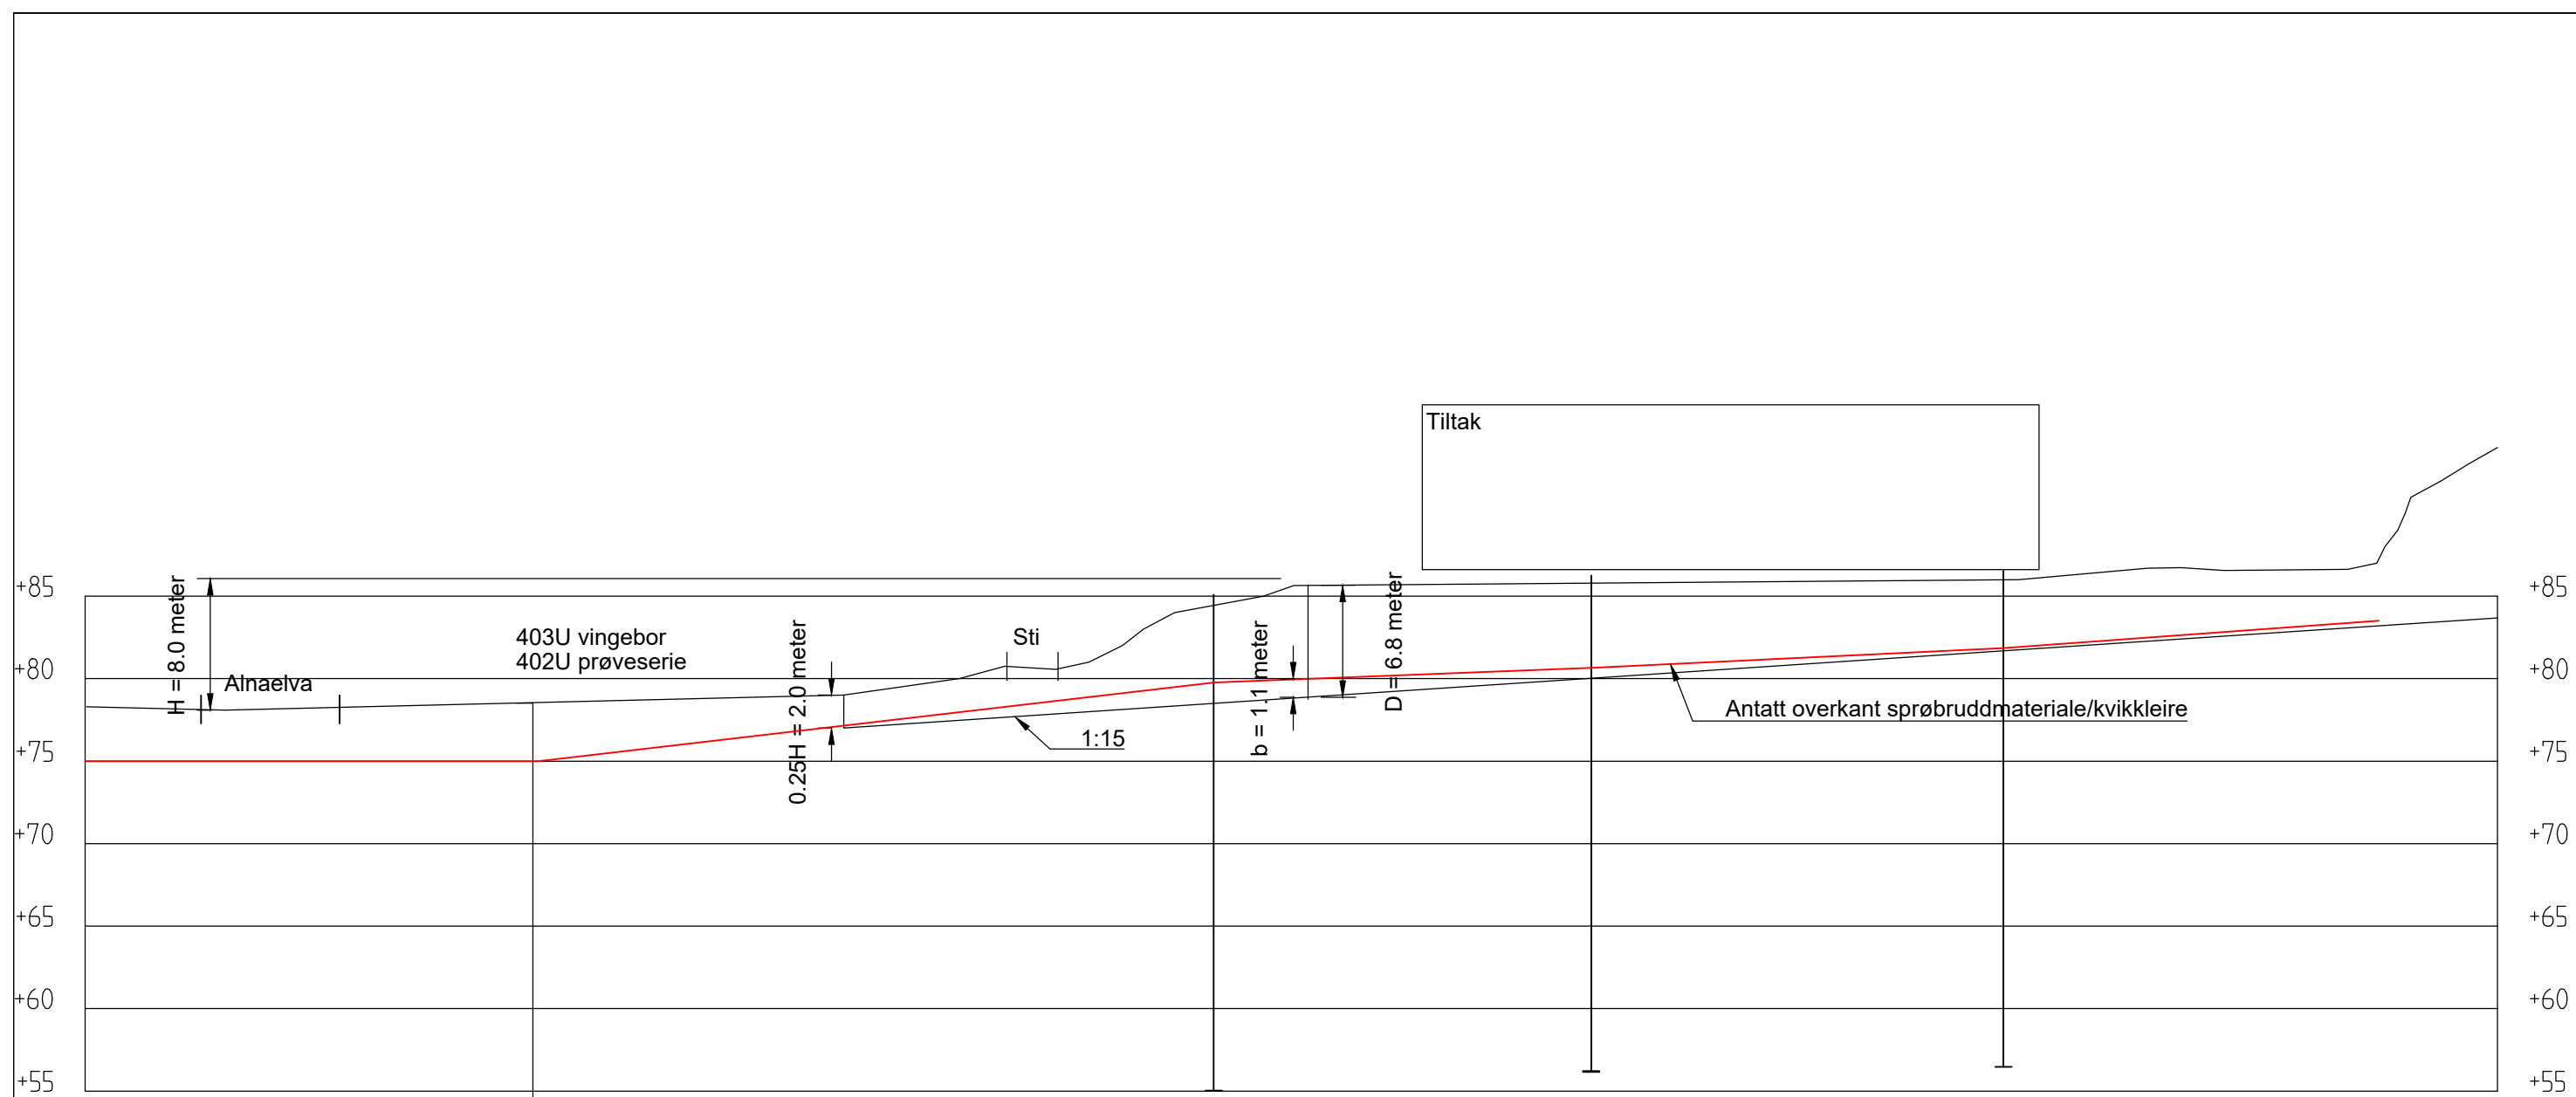 Tiltak
+85
+85
H = 8.0 meter
403U vingebor
402U prøveserie
0.25H = 2.0 meter
Sti
b = 1.1 meter
D = 6.8 meter
+80
+80
Alnaelva
Antatt overkant sprøbruddmateriale/kvikkleire
1:15
+75
+75
+70
+70
+65
+65
+60
+60
+55
+55